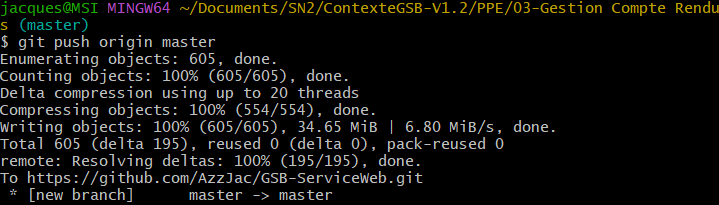 jacques@MSI MINGW64 ~/Documents/SN2/ContexteGSB-V1.2/PPE/03-Gestion Compte Rendu
s (master)
$ git push origin master
Enumerating objects: 605, done.
Counting objects: 100% (605/605), done.
Delta compression using up to 20 threads
Compressing objects: 100% (554/554), done.
Writing objects: 100% (605/605), 34.65 MiB | 6.80 MiB/s, done.
Total 605 (delta 195), reused 0 (delta 0), pack-reused 0
remote: Resolving deltas: 100% (195/195), done.
To https://github.com/AzzJac/GSB-ServiceWeb.git
 * [new branch]      master -> master